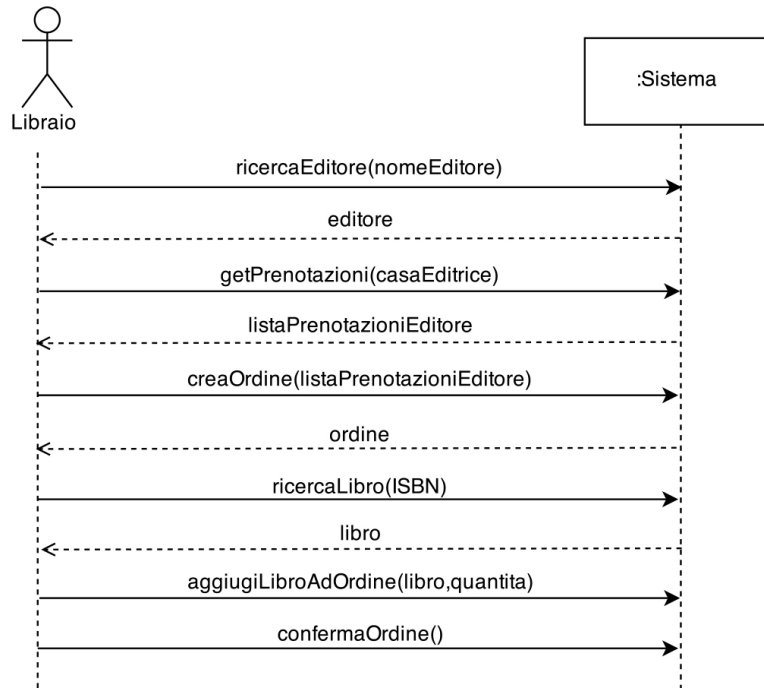 :Sistema
Libraio
ricercaEditore(nomeEditore)
editore
getPrenotazioni(casaEditrice)
listaPrenotazioniEditore
creaOrdine(listaPrenotazioniEditore)
ordine
ricercaLibro(ISBN)
libro
aggiugiLibroAdOrdine(libro,quantita)
confermaOrdine()